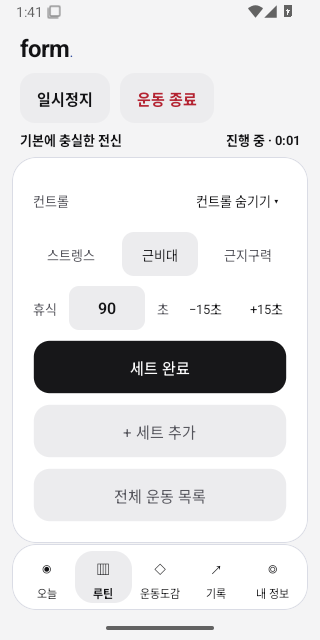 1:41
form.
일시정지 운동 종료
기본에 충실한 전신 진행 중 · 0:01
컨트롤 컨트롤 숨기기 ▾
스트렝스 근비대 근지구력
휴식 90 초 −15초 +15초
세트 완료
+ 세트 추가
전체 운동 목록
오늘 루틴 운동도감 기록 내 정보